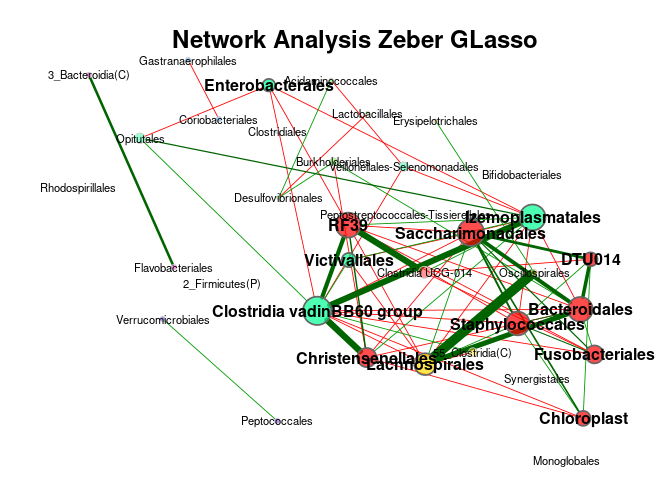 Network Analysis Zeber GLasso
Gastranaerophilales
3_Bacteroidia(C)
Enterobacterales
Acidaminococcales
Lactobacillales
Coriobacteriales
Erysipelotrichales
Clostridiales
Opitutales
Burkholderiales
Veillonellales-Selenomonadales
Bifidobacteriales
Rhodospirillales
Desulfovibrionales
Peptostreptococcales-Tissierellales
Izemoplasmatales
RF39
Saccharimonadales
Victivallales
DTU014
Flavobacteriales
Clostridia UCG-014
Oscillospirales
2_Firmicutes(P)
Clostridia vadinBB60 group
Bacteroidales
Verrucomicrobiales
Staphylococcales
55_Clostridia(C)
Fusobacteriales
Christensenellales
Lachnospirales
Synergistales
Chloroplast
Peptococcales
Monoglobales